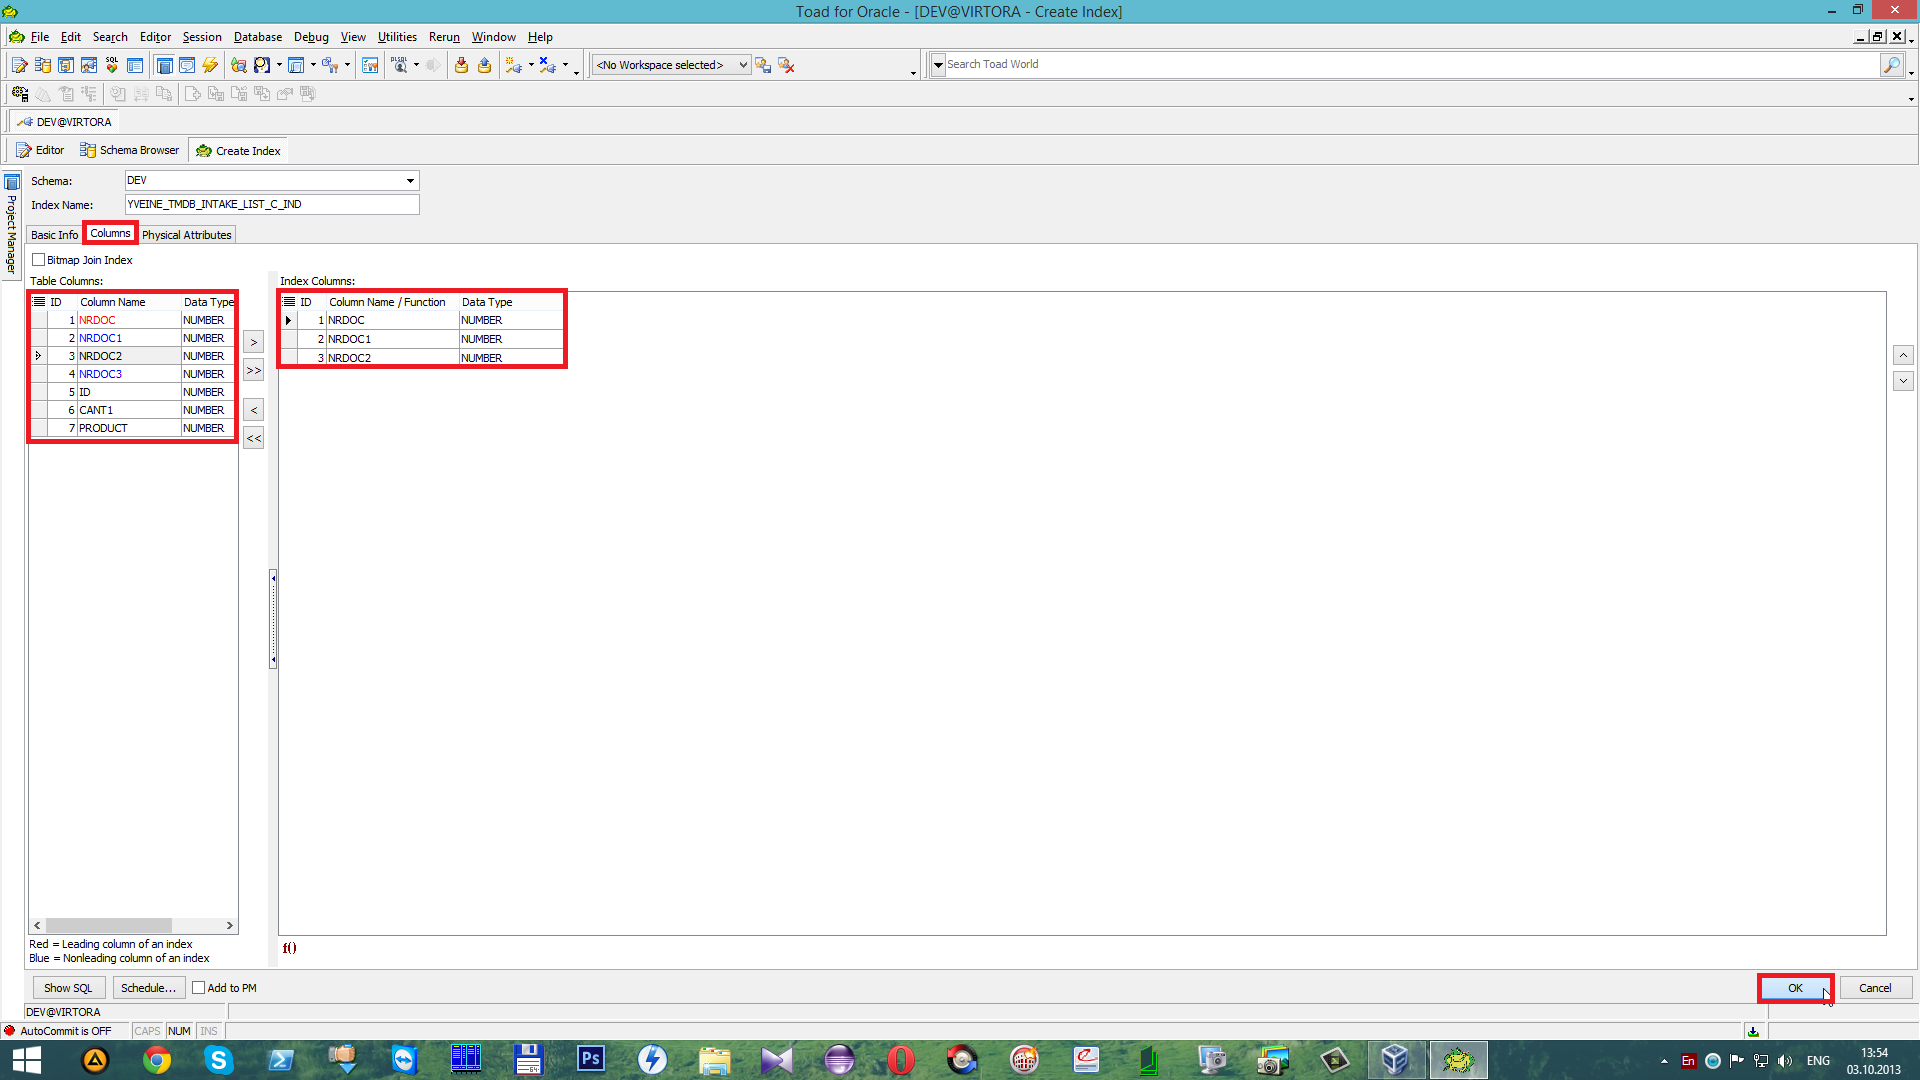 Toad for Oracle - [DEV@VIRTORA - Create Index]
File Edit Search Editor Session Database Debug View Utilities Rerun Window Help
SQL
<No Workspace selected>
Search Toad World
DEV@VIRTORA
Editor Schema Browser Create Index
Project Manager
Schema: DEV
Index Name: YVEINE_TMDB_INTAKE_LIST_C_IND
Basic Info Columns Physical Attributes
Bitmap Join Index
Table Columns: Index Columns:
ID Column Name Data Type
1 NRDOC NUMBER
2 NRDOC1 NUMBER
3 NRDOC2 NUMBER
4 NRDOC3 NUMBER
5 ID NUMBER
6 CANT1 NUMBER
7 PRODUCT NUMBER
>
>>
<
<<
ID Column Name / Function Data Type
1 NRDOC NUMBER
2 NRDOC1 NUMBER
3 NRDOC2 NUMBER
Red = Leading column of an index
Blue = Nonleading column of an index
f()
Show SQL Schedule... Add to PM OK Cancel
DEV@VIRTORA
AutoCommit is OFF CAPS NUM INS
64 Ps En ENG 13:54
03.10.2013